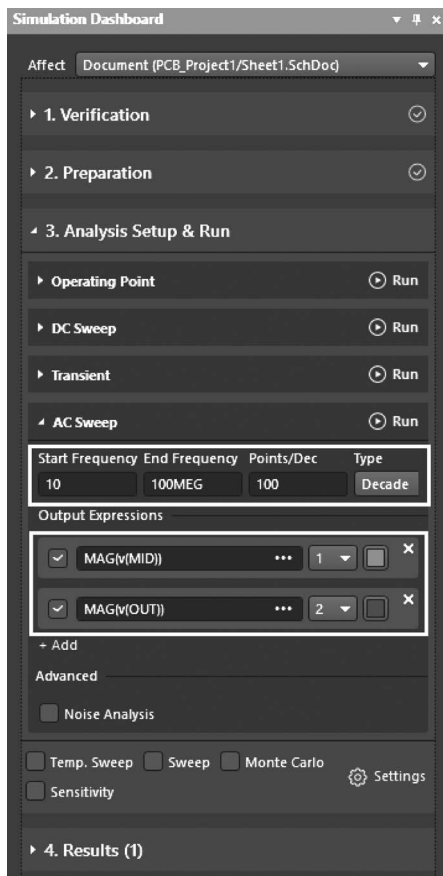 Simulation Dashboard
Affect Document (PCB_Project1/Sheet1.SchDoc)
1. Verification
2. Preparation
3. Analysis Setup & Run
Operating Point Run
DC Sweep Run
Transient Run
AC Sweep Run
Start Frequency End Frequency Points/Dec Type
10 100MEG 100 Decade
Output Expressions
MAG(v(MID)) ••• 1
MAG(v(OUT)) ••• 2
+ Add
Advanced
Noise Analysis
Temp. Sweep Sweep Monte Carlo
Settings
Sensitivity
4. Results (1)